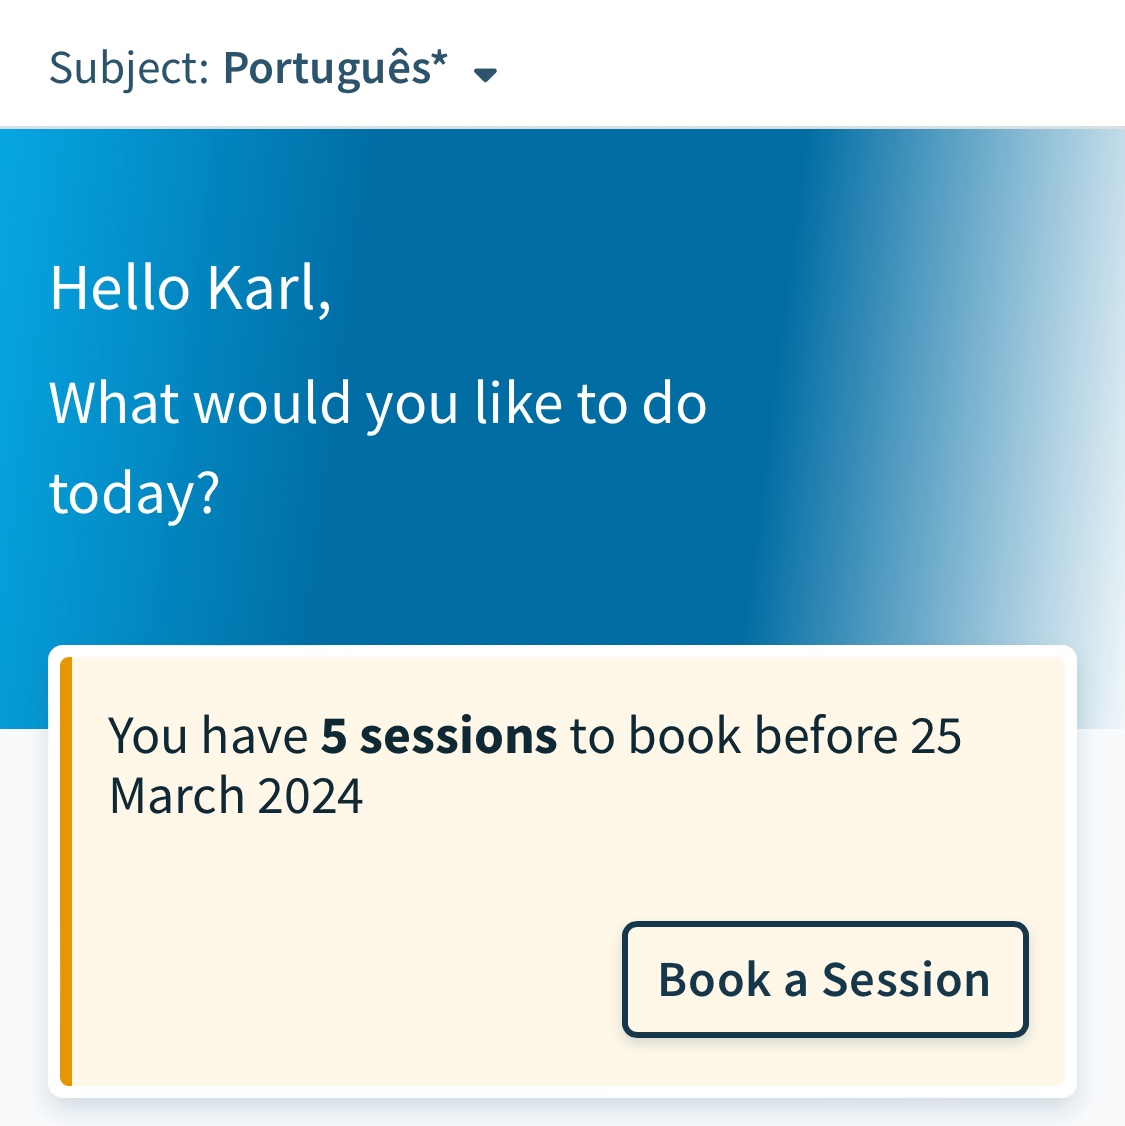 Subject: Português*
Hello Karl,
What would you like to do
today?
You have 5 sessions to book before 25
March 2024
Book a Session